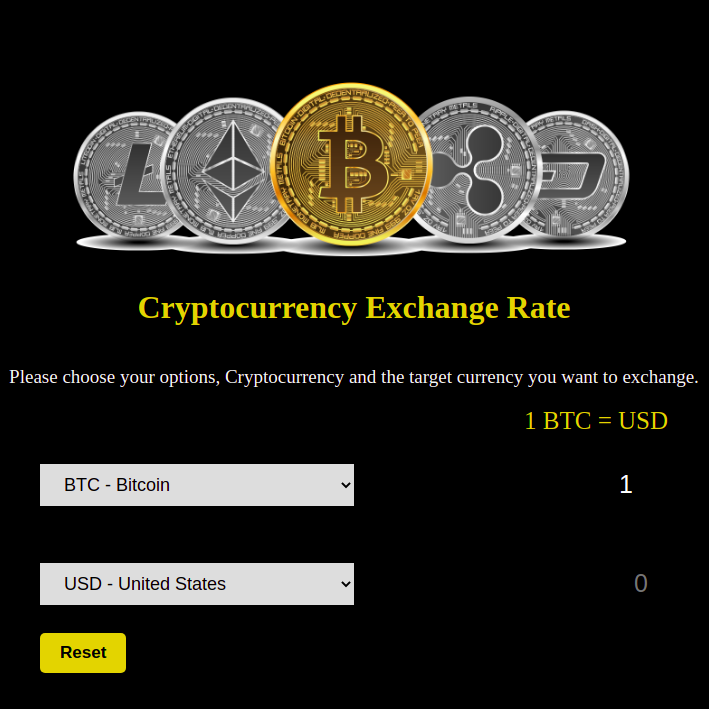 Cryptocurrency Exchange Rate
Please choose your options, Cryptocurrency and the target currency you want to exchange.
1 BTC = USD
BTC - Bitcoin
1
USD - United States
0
Reset